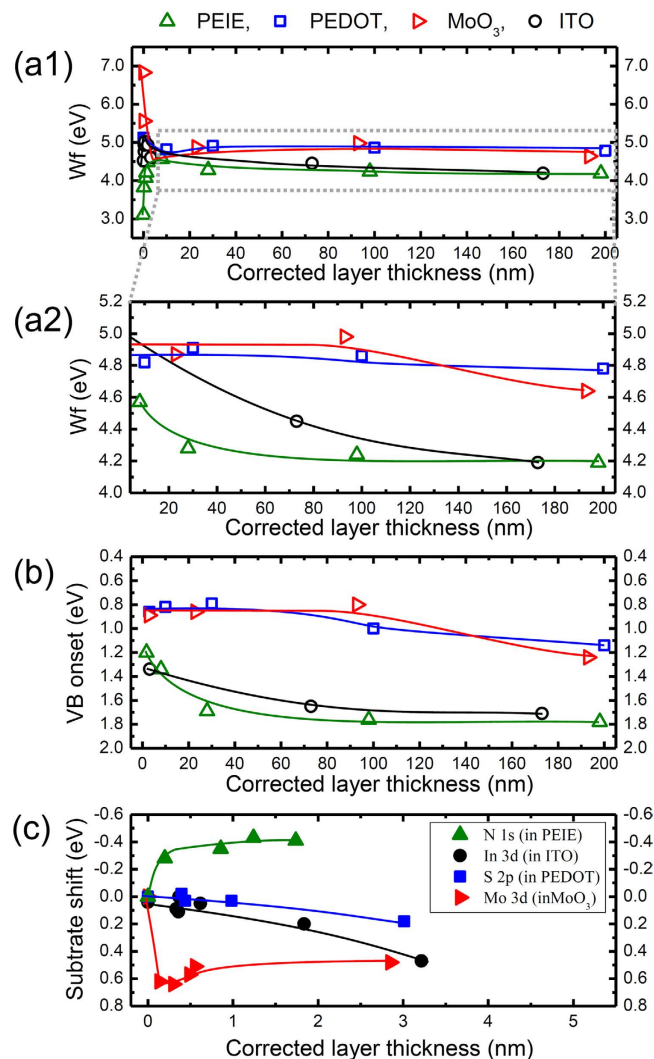 PEIE, PEDOT, MoO3, ITO
(a1)
7.0 7.0
6.0 6.0
5.0 5.0
4.0 4.0
3.0 3.0
Wf (eV)
0 20 40 60 80 100 120 140 160 180 200
Corrected layer thickness (nm)
(a2)
5.2 5.2
5.0 5.0
4.8 4.8
4.6 4.6
4.4 4.4
4.2 4.2
4.0 4.0
Wf (eV)
20 40 60 80 100 120 140 160 180 200
Corrected layer thickness (nm)
(b)
0.4 0.4
0.6 0.6
0.8 0.8
1.0 1.0
1.2 1.2
1.4 1.4
1.6 1.6
1.8 1.8
2.0 2.0
VB onset (eV)
0 20 40 60 80 100 120 140 160 180 200
Corrected layer thickness (nm)
(c)
-0.6 -0.6
-0.4 -0.4
-0.2 -0.2
0.0 0.0
0.2 0.2
0.4 0.4
0.6 0.6
0.8 0.8
Subtrate shift (eV)
N 1s (in PEIE)
In 3d (in ITO)
S 2p (in PEDOT)
Mo 3d (inMoO3)
0 1 2 3 4 5
Corrected layer thickness (nm)